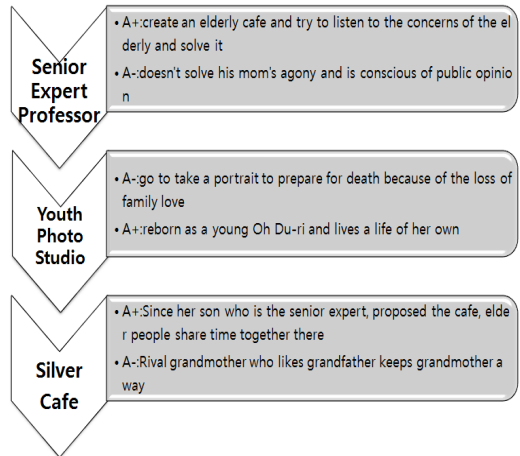 Senior
Expert
Professor
• A+:create an elderly cafe and try to listen to the concerns of the el
derly and solve it
• A-:doesn't solve his mom's agony and is conscious of public opinio
n
Youth
Photo
Studio
• A-:go to take a portrait to prepare for death because of the loss of
family love
• A+:reborn as a young Oh Du-ri and lives a life of her own
Silver
Cafe
• A+:Since her son who is the senior expert, proposed the cafe, elde
r people share time together there
• A-:Rival grandmother who likes grandfather keeps grandmother a
way